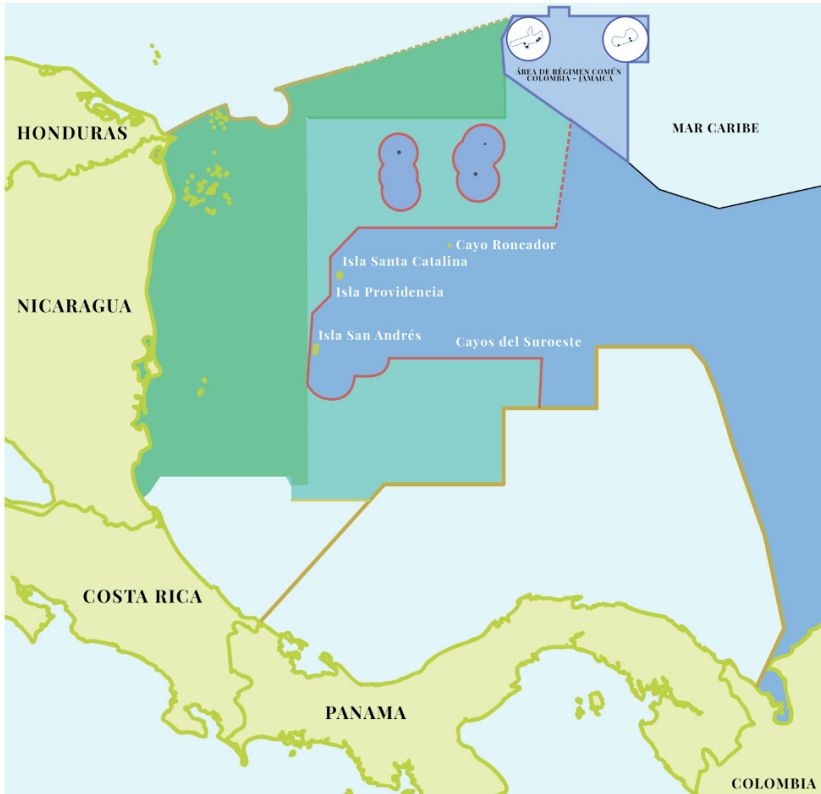 ÁREA DE RÉGIMEN COMÚN
COLOMBIA - JAMAICA
HONDURAS
MAR CARIBE
Cayo Roncador
Isla Santa Catalina
Isla Providencia
NICARAGUA
Isla San Andrés
Cayos del Suroeste
COSTA RICA
PANAMA
COLOMBIA